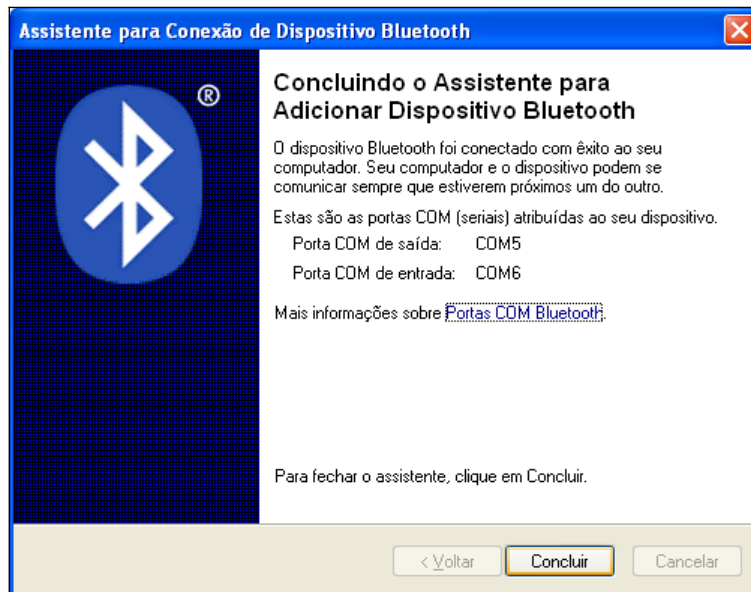 Assistente para Conexão de Dispositivo Bluetooth
®
Concluindo o Assistente para
Adicionar Dispositivo Bluetooth
O dispositivo Bluetooth foi conectado com êxito ao seu
computador. Seu computador e o dispositivo podem se
comunicar sempre que estiverem próximos um do outro.
Estas são as portas COM (seriais) atribuídas ao seu dispositivo.
Porta COM de saída: COM5
Porta COM de entrada: COM6
Mais informações sobre Portas COM Bluetooth.
Para fechar o assistente, clique em Concluir.
< Voltar Concluir Cancelar